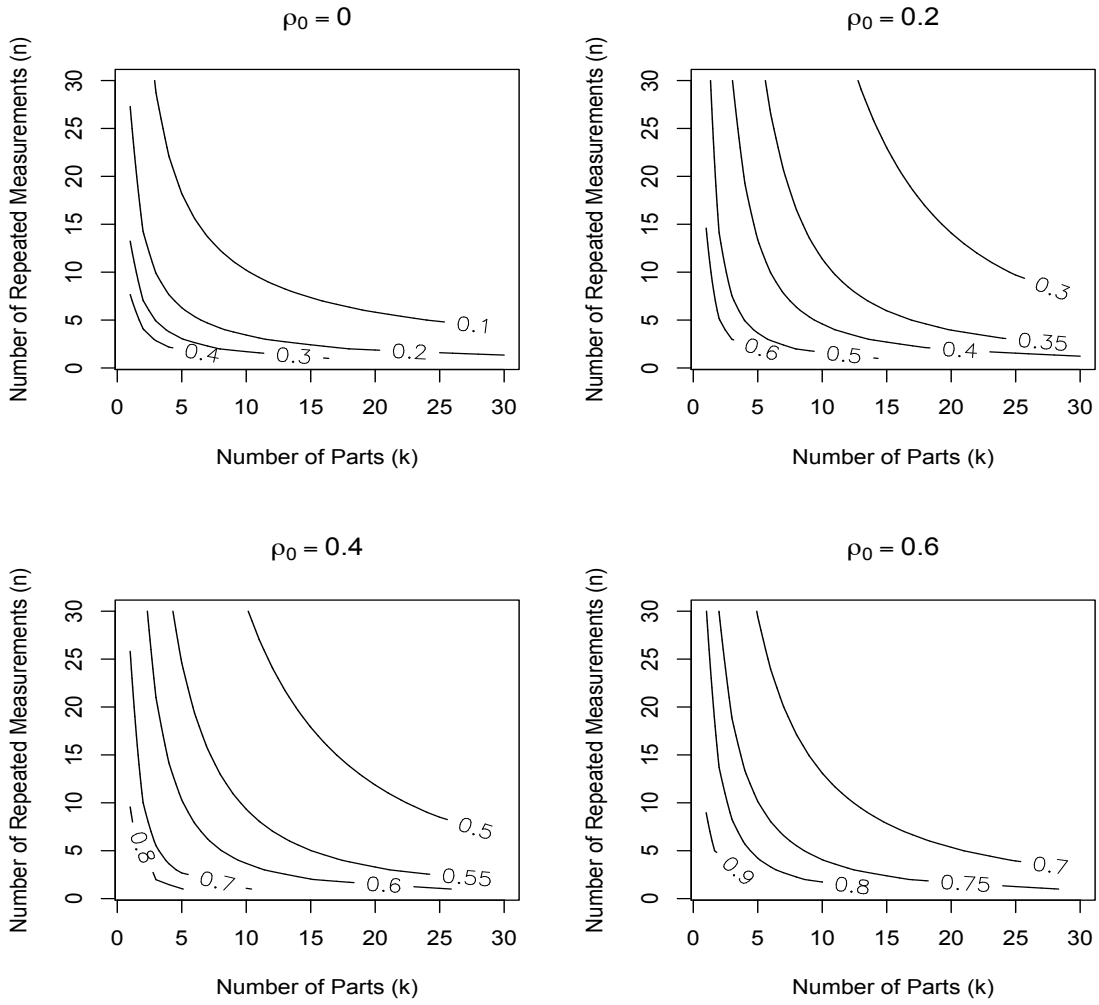 ρ0 = 0
Number of Repeated Measurements (n)
30
25
20
15
10
5
0
0.1
0.2
0.3
0.4
0 5 10 15 20 25 30
Number of Parts (k)
ρ0 = 0.2
Number of Repeated Measurements (n)
30
25
20
15
10
5
0
0.3
0.35
0.4
0.5
0.6
0 5 10 15 20 25 30
Number of Parts (k)
ρ0 = 0.4
Number of Repeated Measurements (n)
30
25
20
15
10
5
0
0.5
0.55
0.6
0.7
0.8
0 5 10 15 20 25 30
Number of Parts (k)
ρ0 = 0.6
Number of Repeated Measurements (n)
30
25
20
15
10
5
0
0.7
0.75
0.8
0.9
0 5 10 15 20 25 30
Number of Parts (k)